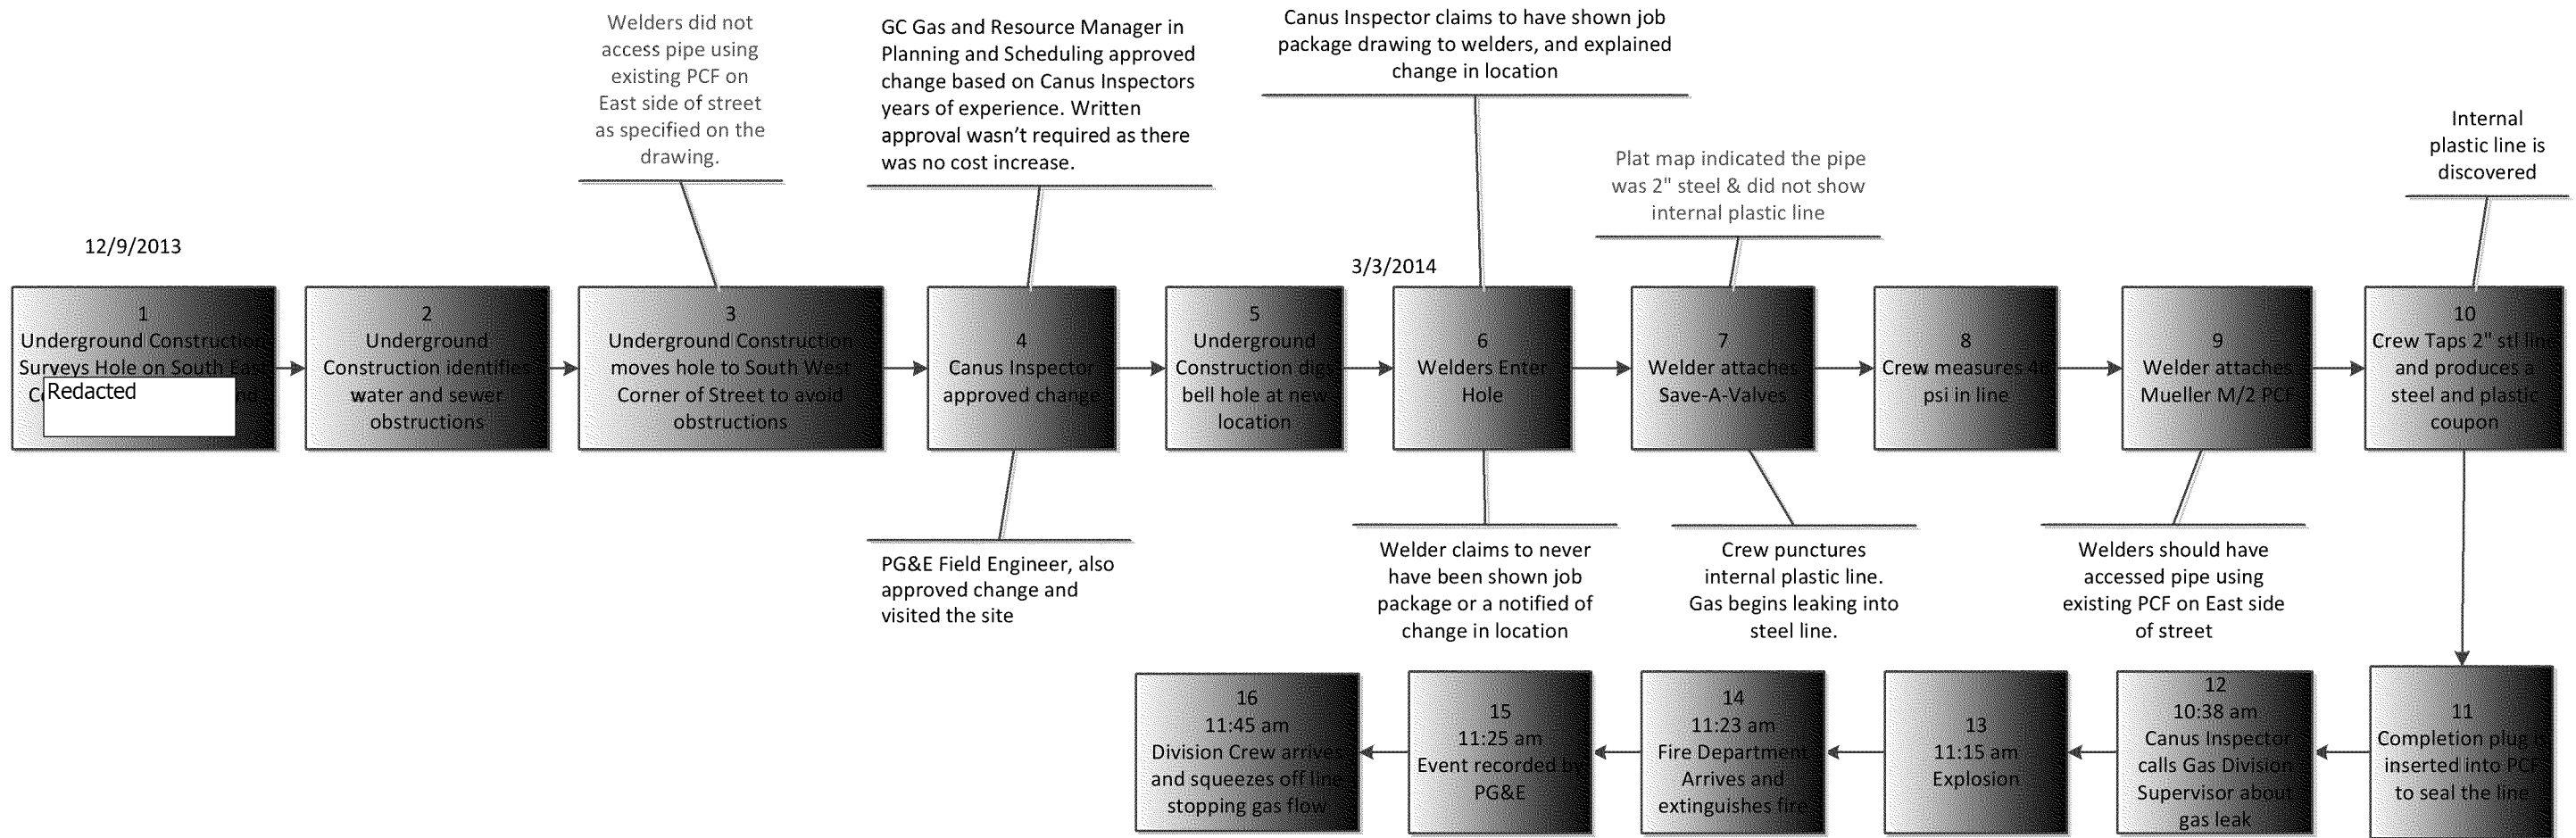 Welders did not
access pipe using
existing PCF on
East side of street
as specified on the
drawing.
GC Gas and Resource Manager in
Planning and Scheduling approved
change based on Canus Inspectors
years of experience. Written
approval wasn't required as there
was no cost increase.
Canus Inspector claims to have shown job
package drawing to welders, and explained
change in location
Plat map indicated the pipe
was 2" steel & did not show
internal plastic line
Internal
plastic line is
discovered
12/9/2013
3/3/2014
1
Underground Construction
Surveys Hole on South East
Redacted
2
Underground
Construction identifies
water and sewer
obstructions
3
Underground Construction
moves hole to South West
Corner of Street to avoid
obstructions
4
Canus Inspector
approved change
5
Underground
Construction digs
bell hole at new
location
6
Welders Enter
Hole
7
Welder attaches
Save-A-Valves
8
Crew measures
psi in line
9
Welder attaches
Mueller M/2 PCF
10
Crew Taps 2" stl line
and produces a
steel and plastic
coupon
PG&E Field Engineer, also
approved change and
visited the site
Welder claims to never
have been shown job
package or a notified of
change in location
Crew punctures
internal plastic line.
Gas begins leaking into
steel line.
Welders should have
accessed pipe using
existing PCF on East side
of street
11
Completion plug is
inserted into PCF
to seal the line
12
10:38 am
Canus Inspector
calls Gas Division
Supervisor about
gas leak
13
11:15 am
Explosion
14
11:23 am
Fire Department
Arrives and
extinguishes fire
15
11:25 am
Event recorded by
PG&E
16
11:45 am
Division Crew arrives
and squeezes off line
stopping gas flow